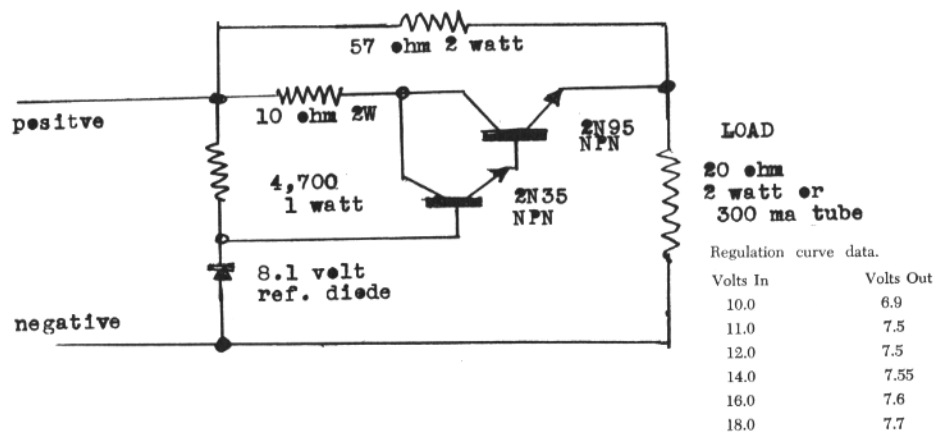 57 ohm 2 watt
positve
10 ohm 2W
2N95
NPN
LOAD
20 ohm
2 watt or
300 ma tube
4,700
1 watt
2N35
NPN
8.1 volt
ref. diode
negative
Regulation curve data.
Volts In Volts Out
10.0 6.9
11.0 7.5
12.0 7.5
14.0 7.55
16.0 7.6
18.0 7.7